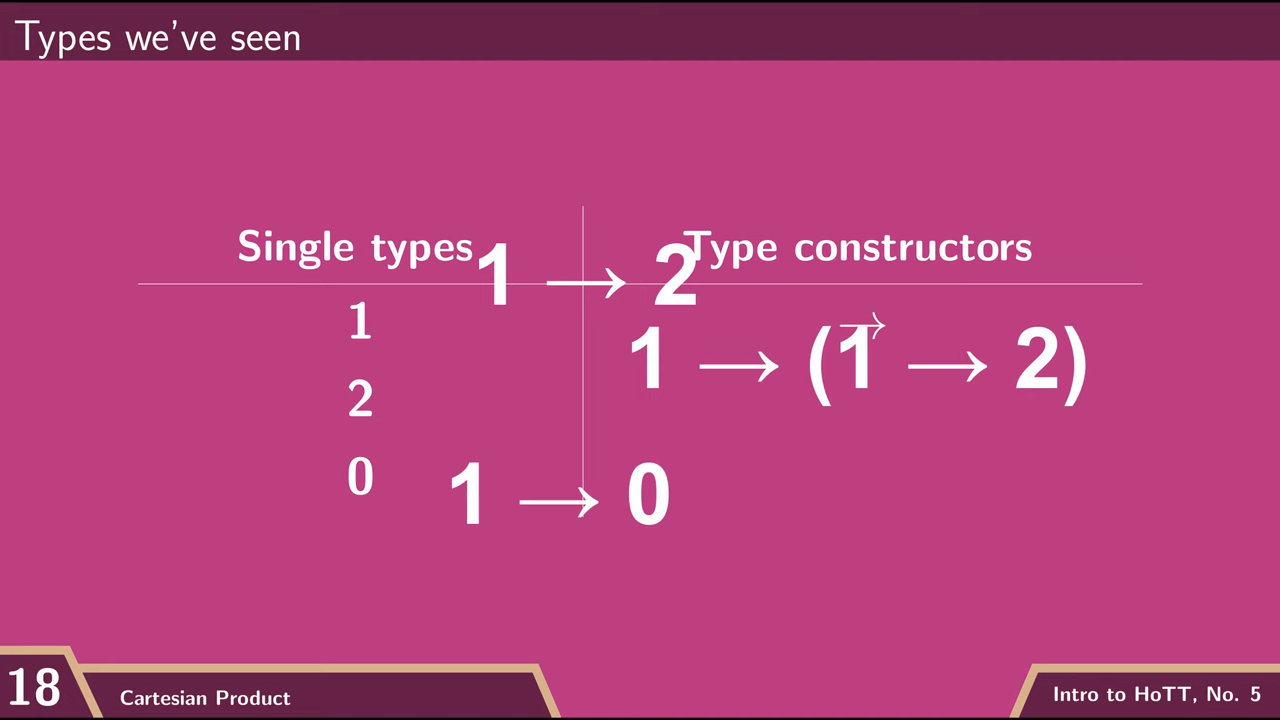 Types we've seen
Single types
Type constructors
1 → 2
1
→
1 → (1 → 2)
2
0
1 → 0
18
Cartesian Product
Intro to HoTT, No. 5